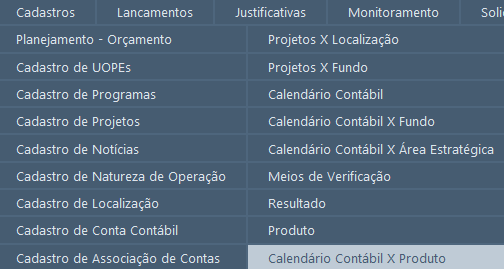 Cadastros
Lancamentos
Justificativas
Monitoramento
Planejamento - Orçamento
Cadastro de UOPEs
Cadastro de Programas
Cadastro de Projetos
Cadastro de Notícias
Cadastro de Natureza de Operação
Cadastro de Localização
Cadastro de Conta Contábil
Cadastro de Associação de Contas
Projetos X Localização
Projetos X Fundo
Calendário Contábil
Calendário Contábil X Fundo
Calendário Contábil X Área Estratégica
Meios de Verificação
Resultado
Produto
Calendário Contábil X Produto